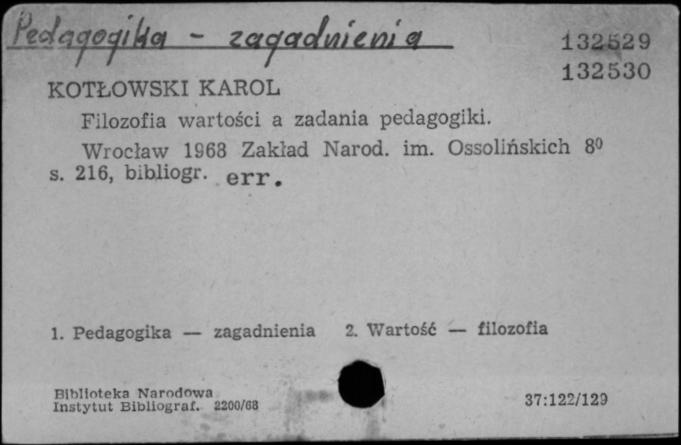 Pedagogika - zagadnienia
132529
132530
KOTŁOWSKI KAROL
Filozofia wartości a zadania pedagogiki.
Wrocław 1968 Zakład Narod. im. Ossolińskich 8⁰
s. 216, bibliogr. err.
1. Pedagogika — zagadnienia 2. Wartość — filozofia
Biblioteka Narodowa
Instytut Bibliograf. 2200/68
37:122/129